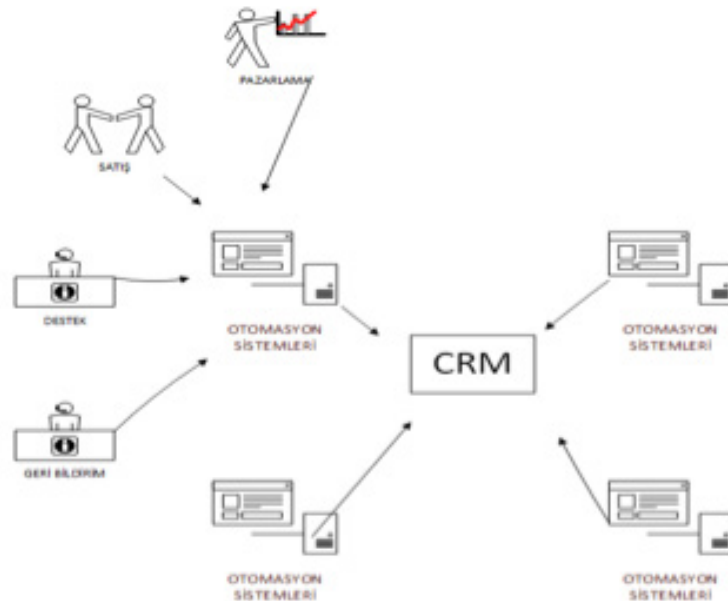 PAZARLAMA
SATIŞ
DESTEK
OTOMASYON
SİSTEMLERİ
OTOMASYON
SİSTEMLERİ
CRM
GERİ BİLDİRİM
OTOMASYON
SİSTEMLERİ
OTOMASYON
SİSTEMLERİ